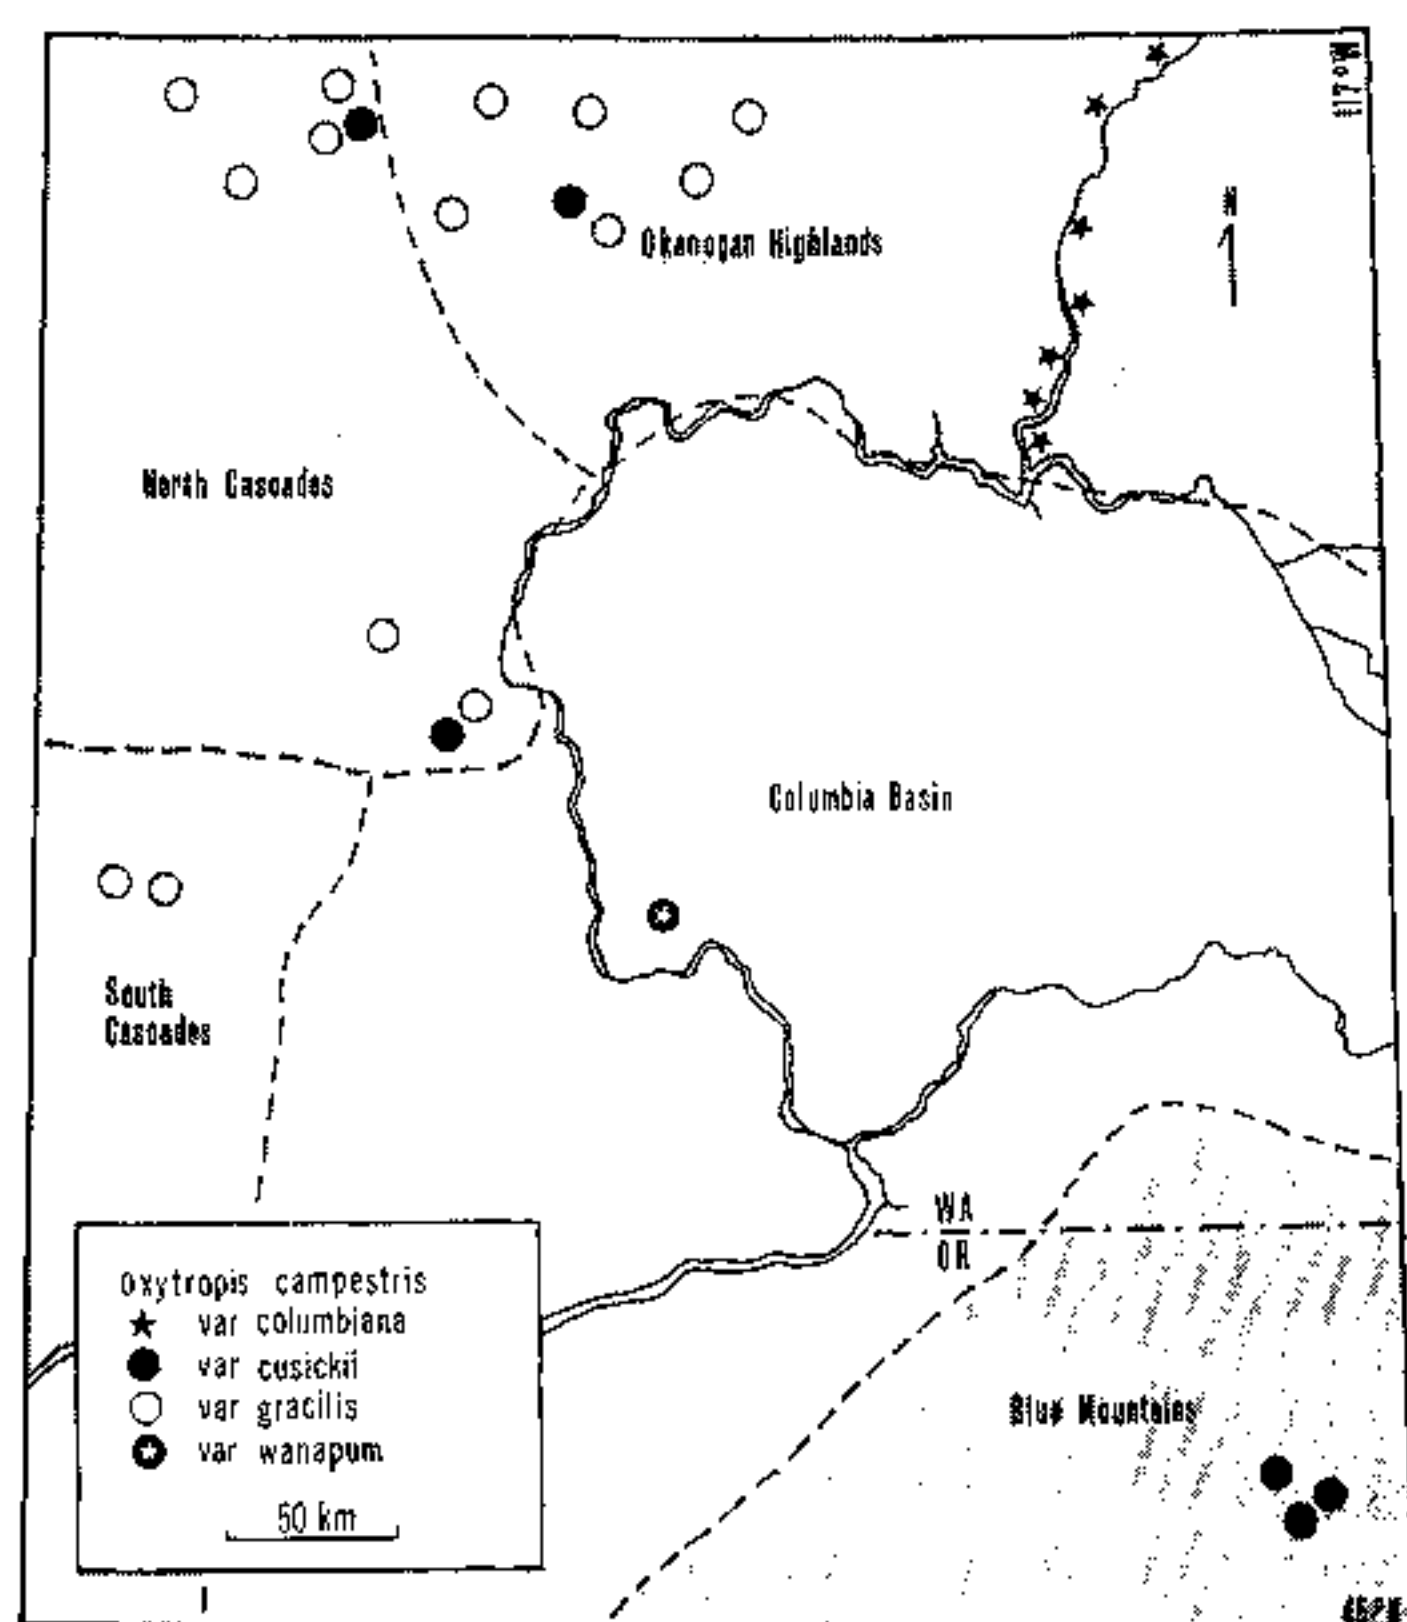 117°W
N
Okanogan Highlands
North Cascades
Columbia Basin
South
Cascades
WA
OR
oxytropis campestris
var columbiana
var cusickii
var gracilis
var wanapum
50 km
Blue Mountains